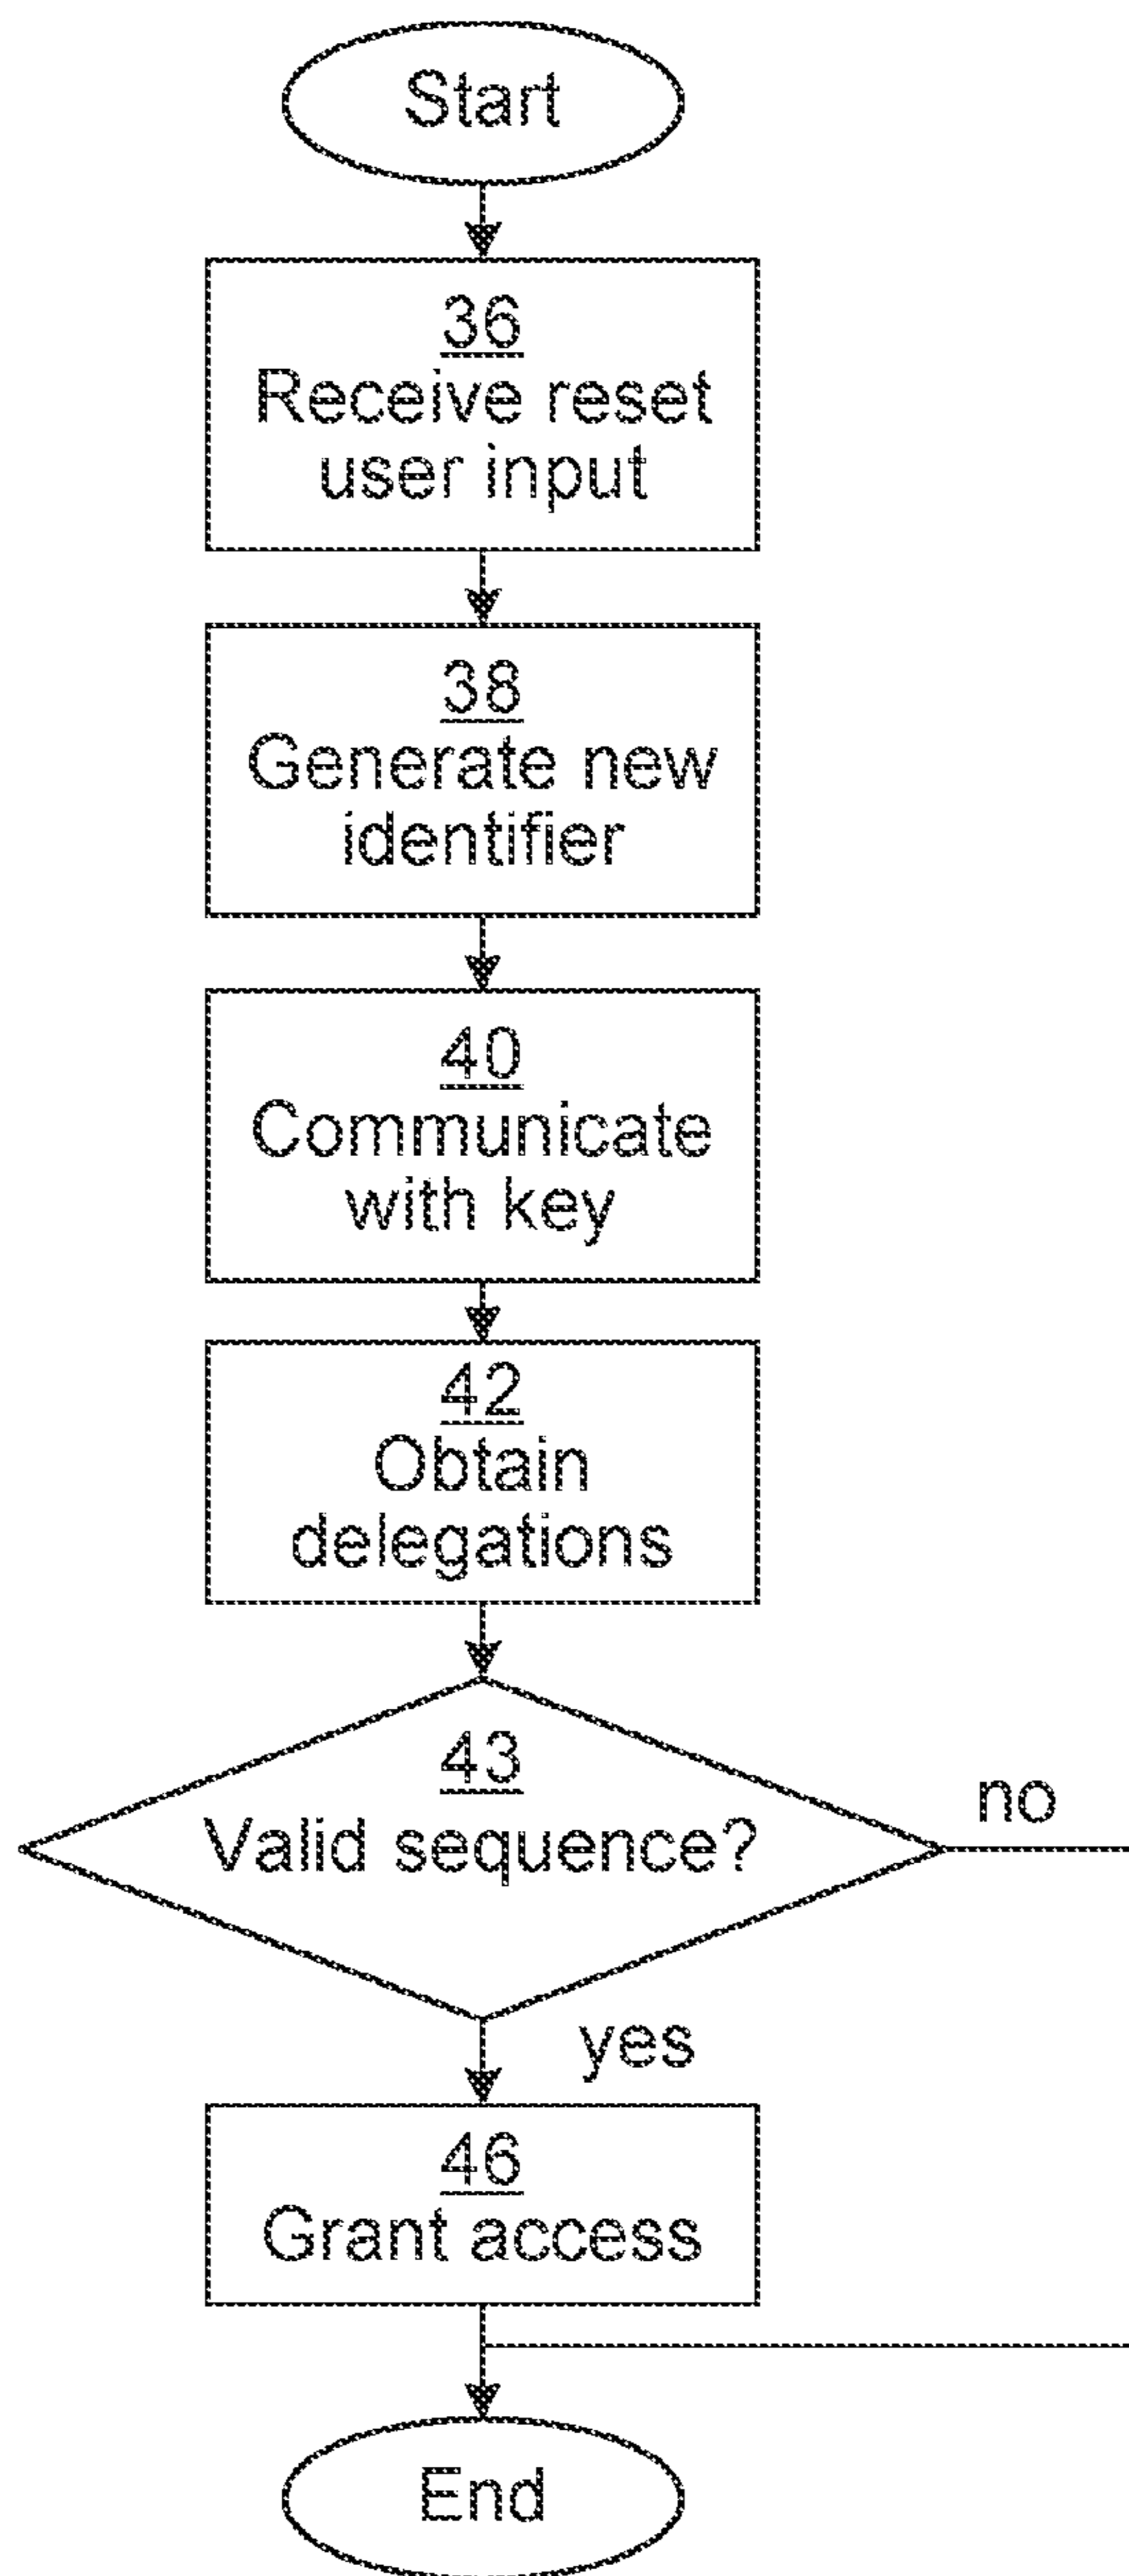 Start
36
Receive reset
user input
38
Generate new
identifier
40
Communicate
with key
42
Obtain
delegations
43
Valid sequence?
no
yes
46
Grant access
End